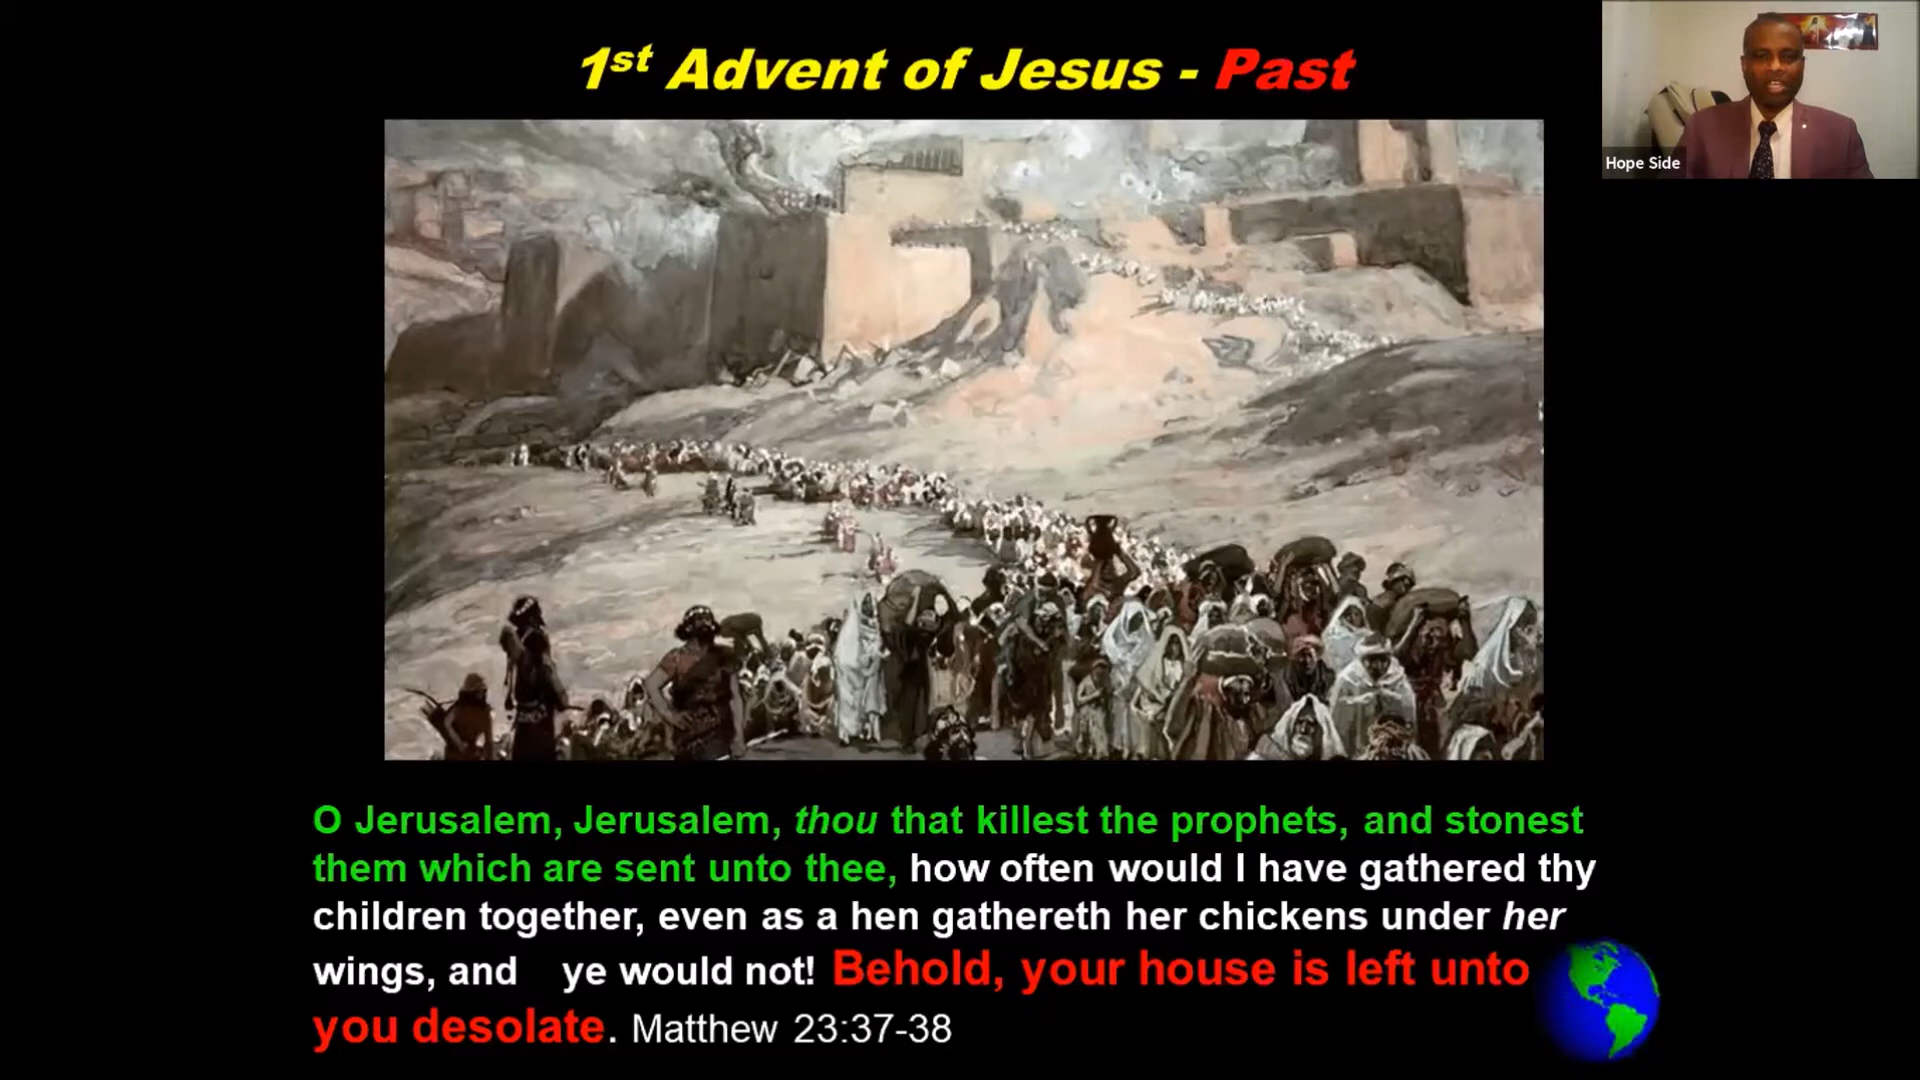 1st Advent of Jesus - Past
Hope Side
O Jerusalem, Jerusalem, thou that killest the prophets, and stonest
them which are sent unto thee, how often would I have gathered thy
children together, even as a hen gathereth her chickens under her
wings, and ye would not! Behold, your house is left unto
you desolate. Matthew 23:37-38